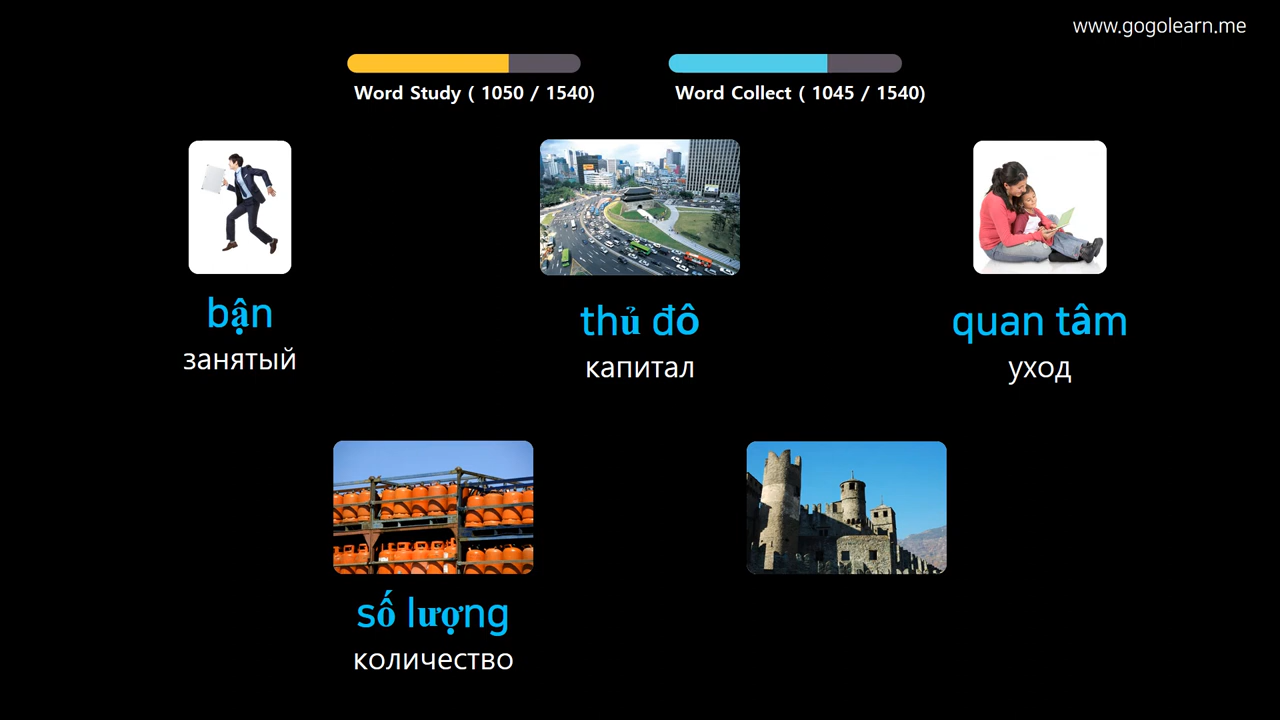 www.gogolearn.me
Word Study ( 1050 / 1540)
Word Collect ( 1045 / 1540)
bận
занятый
thủ đô
капитал
quan tâm
уход
số lượng
количество